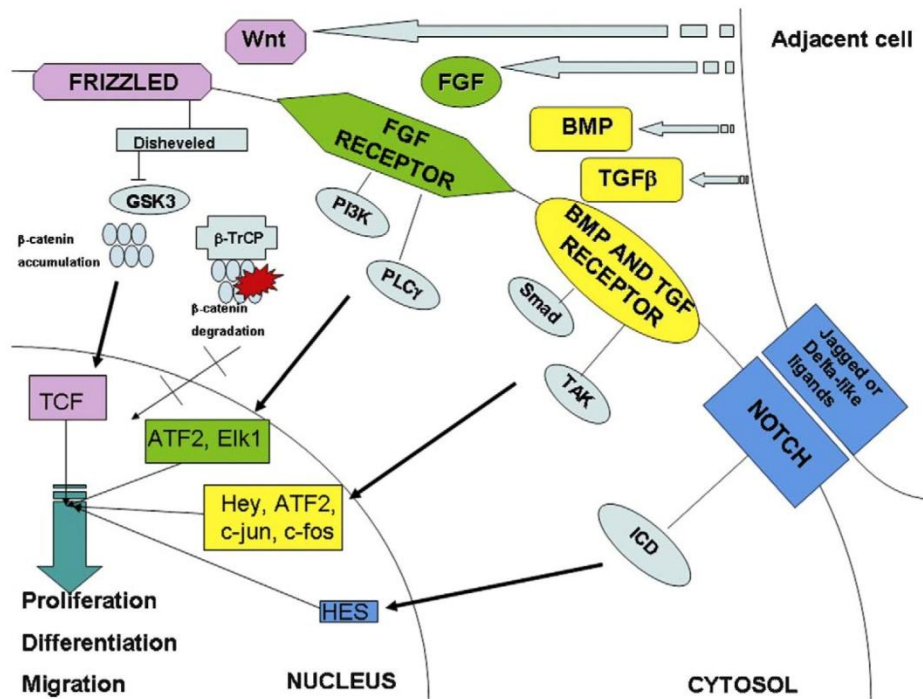 Wnt
Adjacent cell
FRIZZLED
FGF
Disheveled
FGF
RECEPTOR
BMP
TGFβ
GSK3
PI3K
β-catenin
accumulation
β-TrCP
PLCγ
β-catenin
degradation
BMP AND TGF
RECEPTOR
Smad
TAK
Jagged or
Delta-like
ligands
NOTCH
TCF
ATF2, Elk1
Hey, ATF2,
c-jun, c-fos
ICD
HES
Proliferation
Differentiation
Migration
NUCLEUS
CYTOSOL